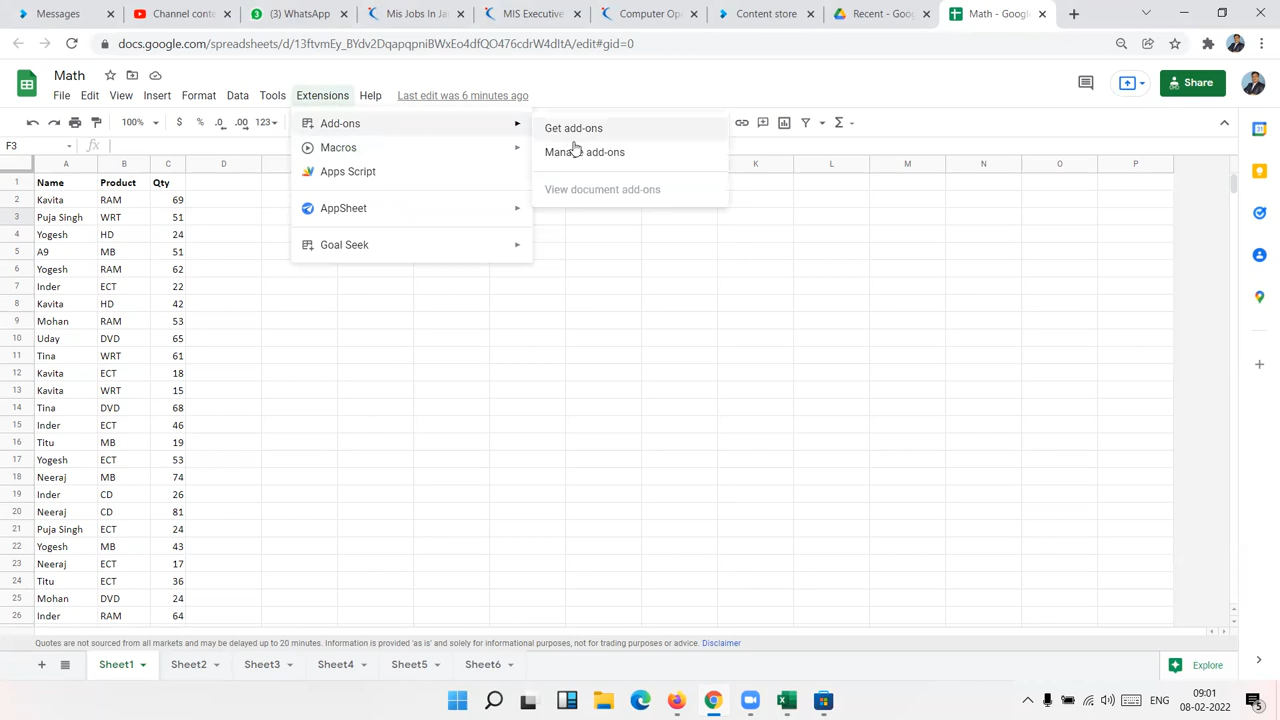 Messages
Channel conte
(3) WhatsApp
Mis Jobs In Ja
MIS Executive
Computer Ope
Content store
Recent - Goog
Math - Google
docs.google.com/spreadsheets/d/13ftvmEy_BYdv2DqapqpniBWxEo4dfQO476cdrW4dItA/edit#gid=0
Math
File Edit View Insert Format Data Tools Extensions Help Last edit was 6 minutes ago
Share
100% $ % .0 .00 123
Add-ons
Macros
Apps Script
AppSheet
Goal Seek
Get add-ons
Manage add-ons
View document add-ons
F3 fx
A B C D K L M N O P
1 Name Product Qty
2 Kavita RAM 69
3 Puja Singh WRT 51
4 Yogesh HD 24
5 A9 MB 51
6 Yogesh RAM 62
7 Inder ECT 22
8 Kavita HD 42
9 Mohan RAM 53
10 Uday DVD 65
11 Tina WRT 61
12 Kavita ECT 18
13 Kavita WRT 15
14 Tina DVD 68
15 Inder ECT 46
16 Titu MB 19
17 Yogesh ECT 53
18 Neeraj MB 74
19 Inder CD 26
20 Neeraj CD 81
21 Puja Singh ECT 24
22 Yogesh MB 43
23 Neeraj ECT 17
24 Titu ECT 36
25 Mohan DVD 24
26 Inder RAM 64
Quotes are not sourced from all markets and may be delayed up to 20 minutes. Information is provided 'as is' and solely for informational purposes, not for trading purposes or advice. Disclaimer
Sheet1 Sheet2 Sheet3 Sheet4 Sheet5 Sheet6
Explore
ENG
09:01
08-02-2022
5